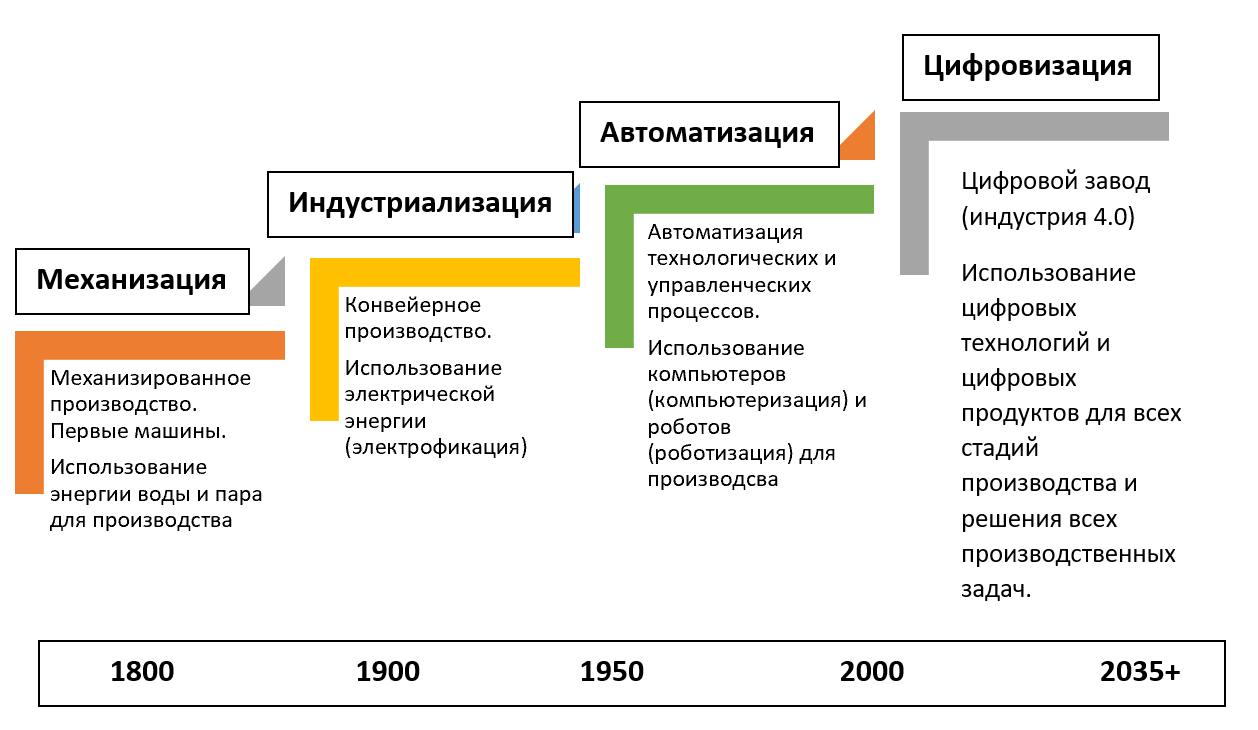 Механизация
Механизированное
производство.
Первые машины.
Использование
энергии воды и пара
для производства
Индустриализация
Конвейерное
производство.
Использование
электрической
энергии
(электрофикация)
Автоматизация
Автоматизация
технологических и
управленческих
процессов.
Использование
компьютеров
(компьютеризация) и
роботов
(роботизация) для
производсва
Цифровизация
Цифровой завод
(индустрия 4.0)
Использование
цифровых
технологий и
цифровых
продуктов для всех
стадий
производства и
решения всех
производственных
задач.
1800 1900 1950 2000 2035+